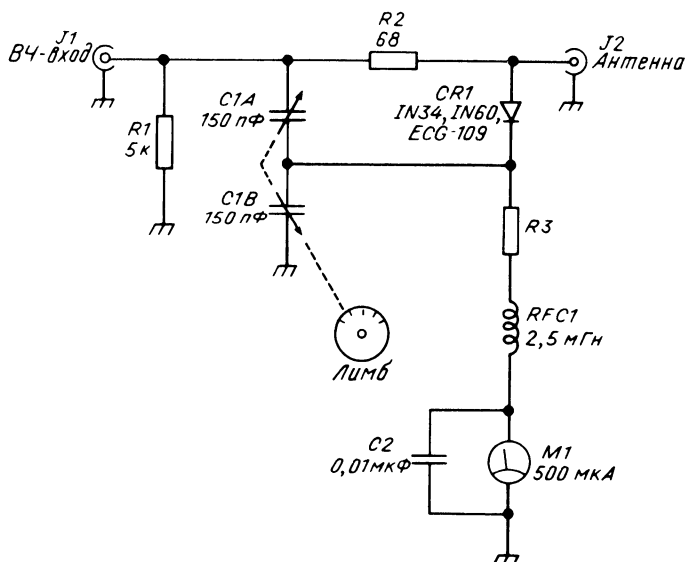 J1
ВЧ-вход
R1
5к
C1A
150 пФ
C1B
150 пФ
R2
68
CR1
IN34, IN60,
ECG-109
J2
Антенна
R3
RFC1
2,5 мГн
Лимб
C2
0,01мкФ
M1
500 мкА